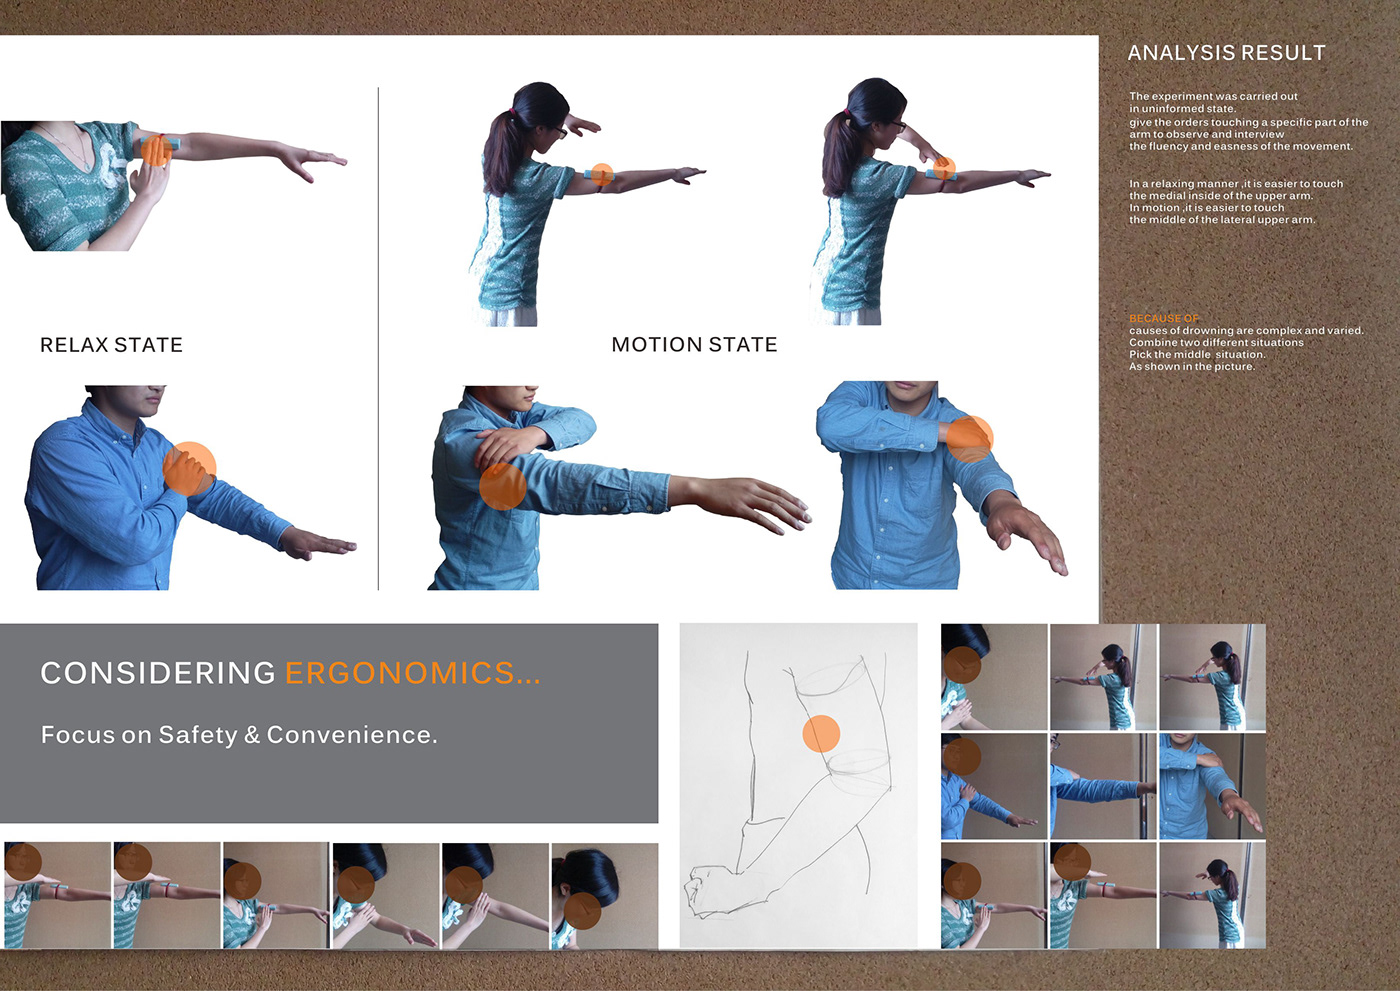 ANALYSIS RESULT
The experiment was carried out
in uninformed state.
give the orders touching a specific part of the
arm to observe and interview
the fluency and easness of the movement.
In a relaxing manner ,it is easier to touch
the medial inside of the upper arm.
In motion ,it is easier to touch
the middle of the lateral upper arm.
BECAUSE OF
causes of drowning are complex and varied.
Combine two different situations
Pick the middle situation.
As shown in the picture.
RELAX STATE
MOTION STATE
CONSIDERING ERGONOMICS...
Focus on Safety & Convenience.